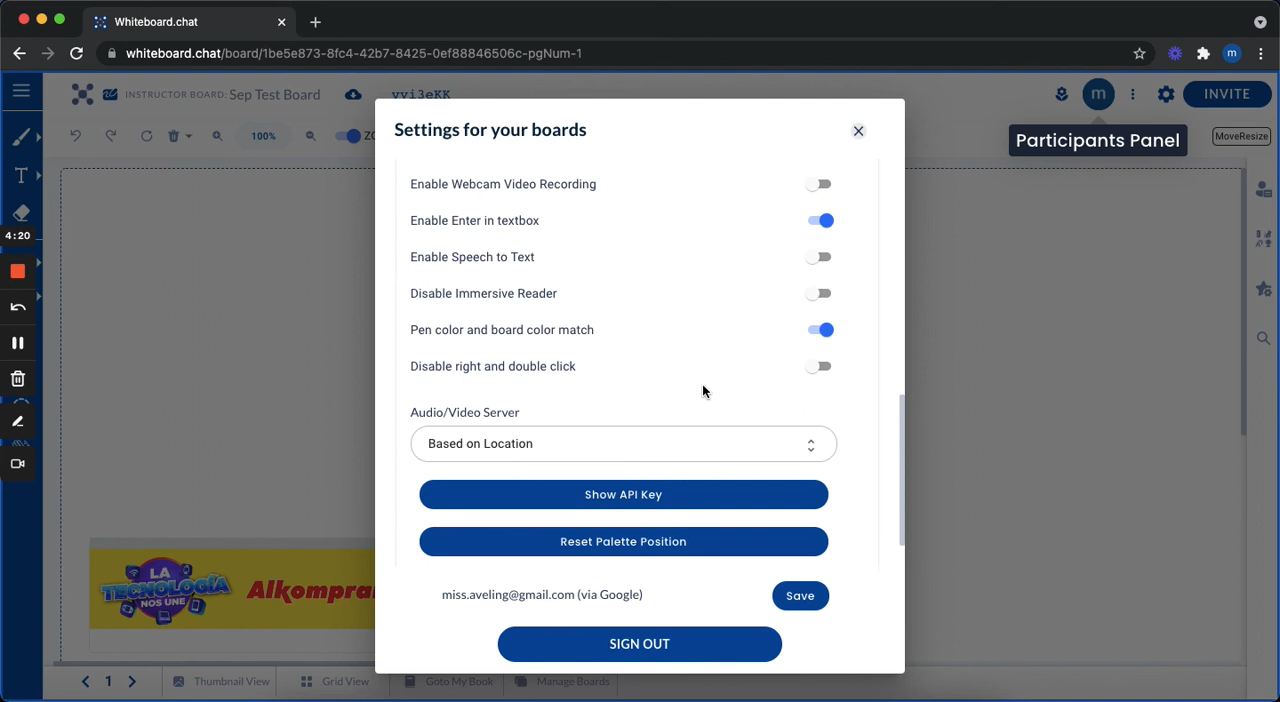 Whiteboard.chat
whiteboard.chat/board/1be5e873-8fc4-42b7-8425-0ef88846506c-pgNum-1
m
INSTRUCTOR BOARD: Sep Test Board
yyi3eKK
m
INVITE
100%
Participants Panel
MoveResize
T
4:20
Settings for your boards
Enable Webcam Video Recording
Enable Enter in textbox
Enable Speech to Text
Disable Immersive Reader
Pen color and board color match
Disable right and double click
Audio/Video Server
Based on Location
Show API Key
Reset Palette Position
miss.aveling@gmail.com (via Google)
Save
SIGN OUT
LA
TECNOLOGÍA
NOS UNE
1
Thumbnail View
Grid View
Goto My Book
Manage Boards